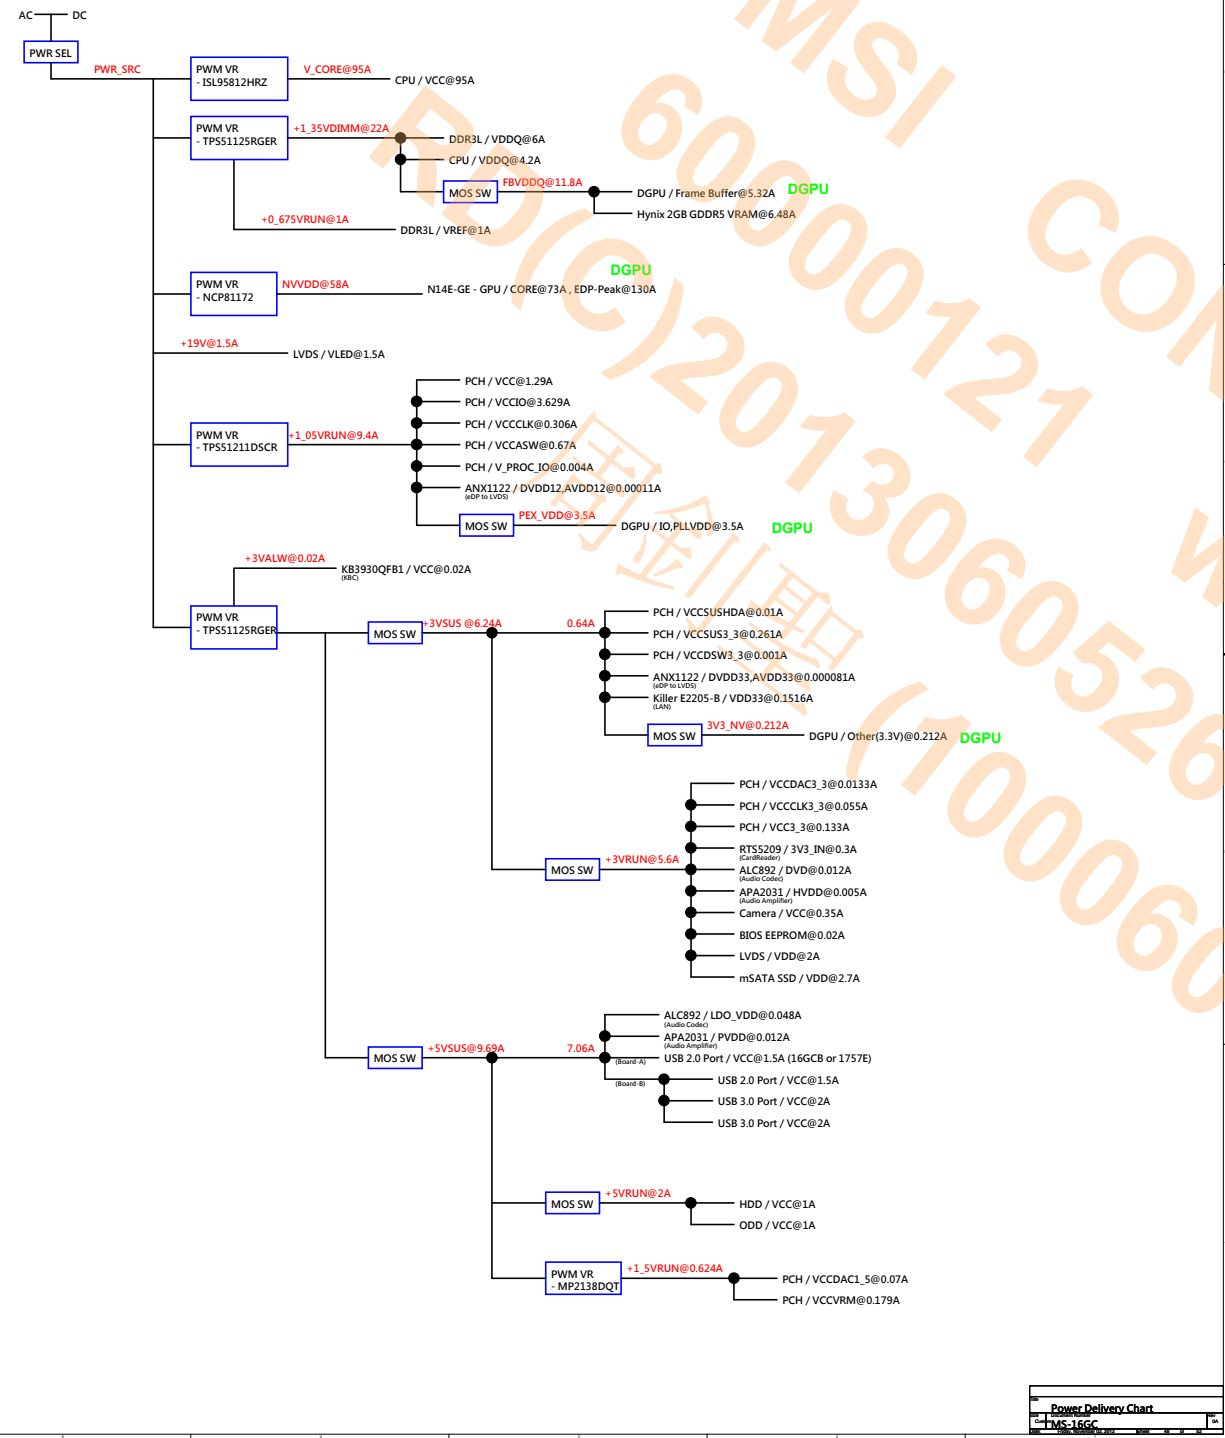 AC DC
PWR SEL
PWR_SRC
PWM VR
- ISL95812HRZ
V_CORE@95A
CPU / VCC@95A
PWM VR
- TPS51125RGER
+1_35VDIMM@22A
DDR3L / VDDQ@6A
CPU / VDDQ@4.2A
MOS SW
FBVDDQ@11.8A
DGPU / Frame Buffer@5.32A
DGPU
Hynix 2GB GDDR5 VRAM@6.48A
+0_675VRUN@1A
DDR3L / VREF@1A
DGPU
PWM VR
- NCP81172
NVVDD@58A
N14E-GE - GPU / CORE@73A , EDP-Peak@130A
+19V@1.5A
LVDS / VLED@1.5A
PWM VR
- TPS51211DSCR
+1_05VRUN@9.4A
PCH / VCC@1.29A
PCH / VCCIO@3.629A
PCH / VCCCLK@0.306A
PCH / VCCASW@0.67A
PCH / V_PROC_IO@0.004A
ANX1122 / DVDD12,AVDD12@0.00011A
(eDP to LVDS)
MOS SW
PEX_VDD@3.5A
DGPU / IO,PLLVDD@3.5A
DGPU
+3VALW@0.02A
KB3930QFB1 / VCC@0.02A
(KBC)
PWM VR
- TPS51125RGER
MOS SW
+3VSUS @6.24A
0.64A
PCH / VCCSUSHDA@0.01A
PCH / VCCSUS3_3@0.261A
PCH / VCCDSW3_3@0.001A
ANX1122 / DVDD33,AVDD33@0.000081A
(eDP to LVDS)
Killer E2205-B / VDD33@0.1516A
(LAN)
MOS SW
3V3_NV@0.212A
DGPU / Other(3.3V)@0.212A
DGPU
MOS SW
+3VRUN@5.6A
PCH / VCCDAC3_3@0.0133A
PCH / VCCCLK3_3@0.055A
PCH / VCC3_3@0.133A
RTS5209 / 3V3_IN@0.3A
(CardReader)
ALC892 / DVD@0.012A
(Audio Codec)
APA2031 / HVDD@0.005A
(Audio Amplifier)
Camera / VCC@0.35A
BIOS EEPROM@0.02A
LVDS / VDD@2A
mSATA SSD / VDD@2.7A
MOS SW
+5VSUS@9.69A
7.06A
ALC892 / LDO_VDD@0.048A
(Audio Codec)
APA2031 / PVDD@0.012A
(Audio Amplifier)
(Board-A)
USB 2.0 Port / VCC@1.5A (16GCB or 1757E)
(Board-B)
USB 2.0 Port / VCC@1.5A
USB 3.0 Port / VCC@2A
USB 3.0 Port / VCC@2A
MOS SW
+5VRUN@2A
HDD / VCC@1A
ODD / VCC@1A
PWM VR
- MP2138DQT
+1_5VRUN@0.624A
PCH / VCCDAC1_5@0.07A
PCH / VCCVRM@0.179A
MSI
60000121
CON
RD(C)2013060526
W
周釗聖 (100060
Power Delivery Chart
MS-16GC
0A
Friday, November 02, 2012